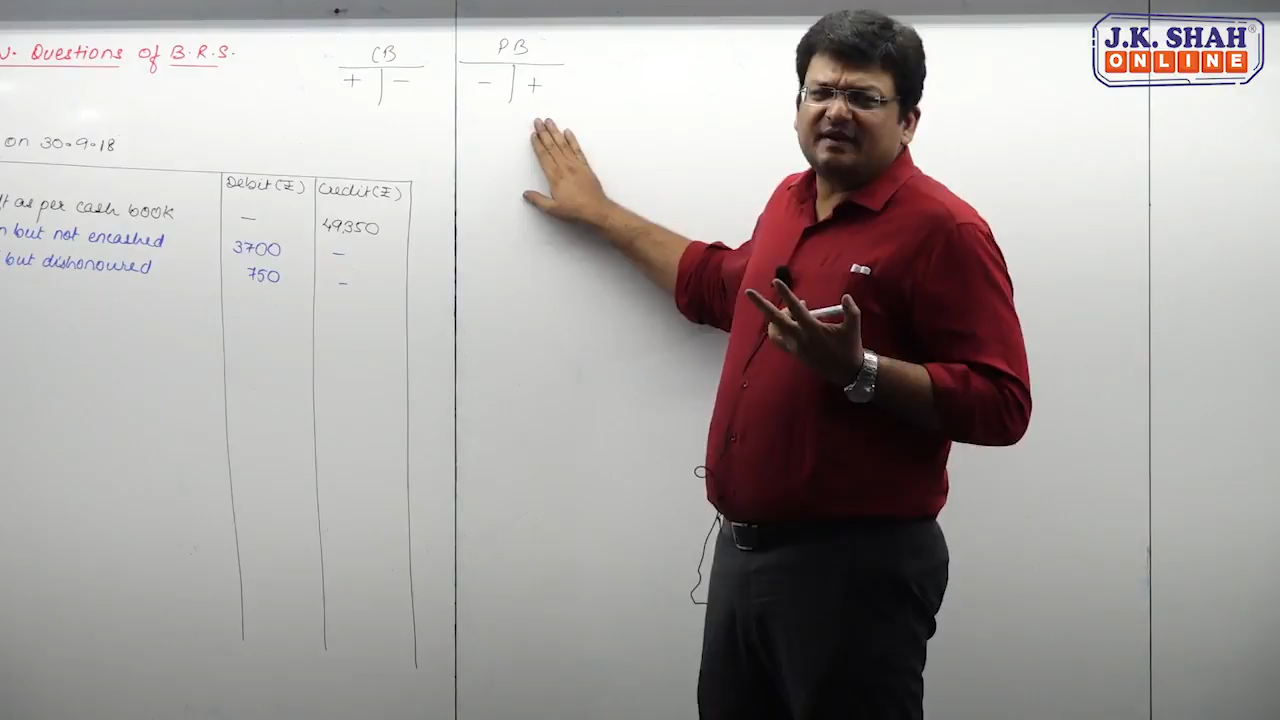 Questions of B.R.S.
CB
+ -
PB
- +
on 30.9.18
Debit (₹) Credit (₹)
as per cash book - 49,350
but not encashed 3700 -
but dishonoured 750 -
J.K. SHAH®
ONLINE